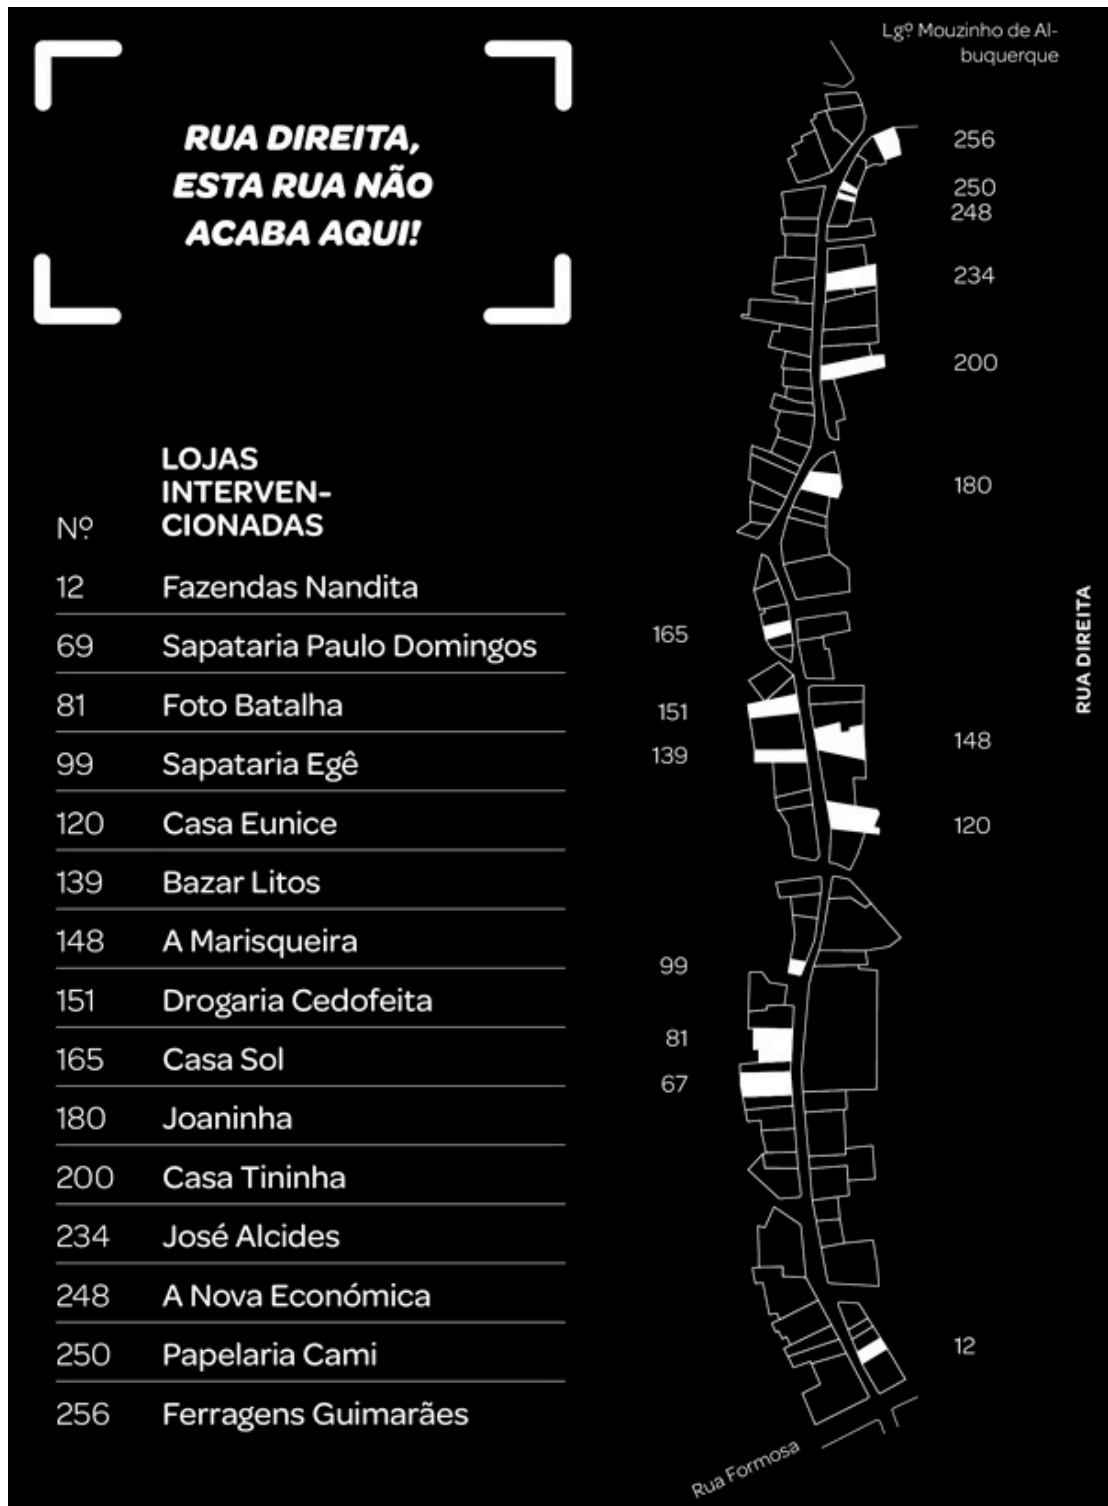 RUA DIREITA,
ESTA RUA NÃO
ACABA AQUI!
Nº
LOJAS
INTERVEN-
CIONADAS
12 Fazendas Nandita
69 Sapataria Paulo Domingos
81 Foto Batalha
99 Sapataria Egê
120 Casa Eunice
139 Bazar Litos
148 A Marisqueira
151 Drogaria Cedofeita
165 Casa Sol
180 Joaninha
200 Casa Tininha
234 José Alcides
248 A Nova Económica
250 Papelaria Cami
256 Ferragens Guimarães
Lgº Mouzinho de Al-
buquerque
256
250
248
234
200
180
165
151
139
148
120
99
81
67
12
RUA DIREITA
Rua Formosa